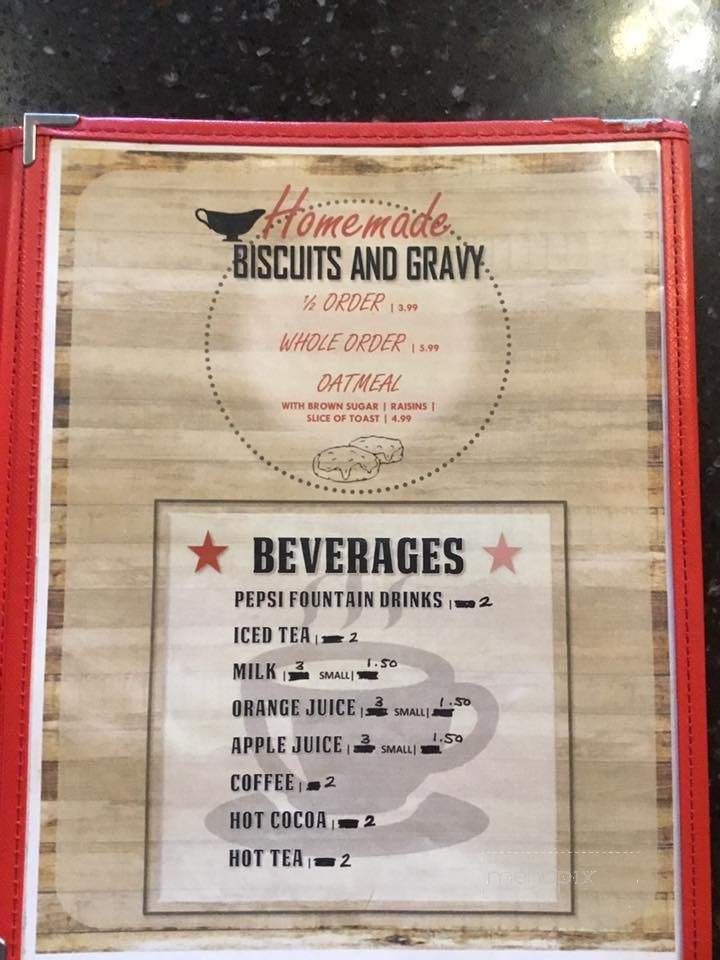 Homemade
BISCUITS AND GRAVY
½ ORDER | 3.99
WHOLE ORDER | 5.99
OATMEAL
WITH BROWN SUGAR | RAISINS |
SLICE OF TOAST | 4.99
BEVERAGES
PEPSI FOUNTAIN DRINKS | 2
ICED TEA | 2
MILK | 3 SMALL | 1.50
ORANGE JUICE | 3 SMALL | 1.50
APPLE JUICE | 3 SMALL | 1.50
COFFEE | 2
HOT COCOA | 2
HOT TEA | 2
menupix